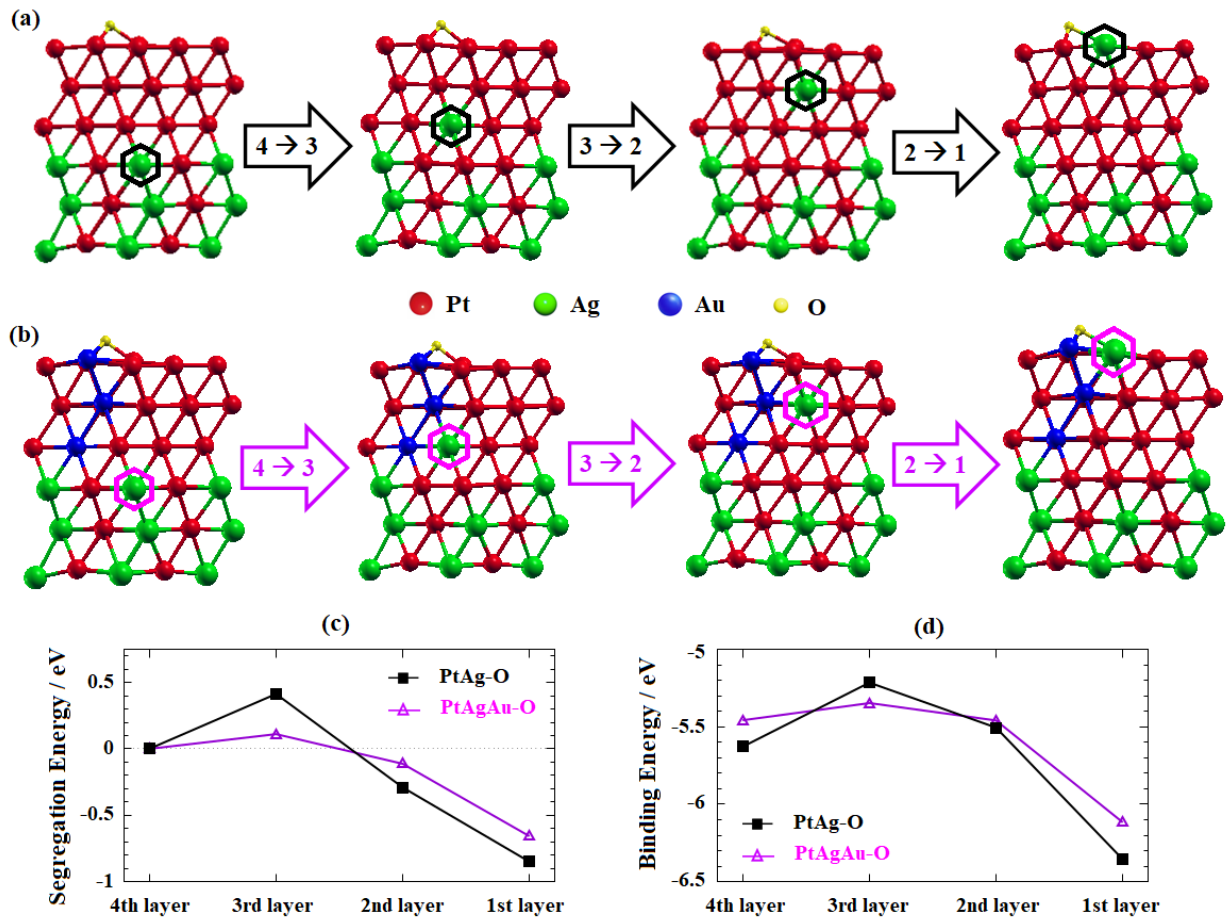 (a)
4 → 3
3 → 2
2 → 1
Pt Ag Au O
(b)
4 → 3
3 → 2
2 → 1
(c)
Segregation Energy / eV
0.5
0
-0.5
-1
PtAg-O
PtAgAu-O
4th layer 3rd layer 2nd layer 1st layer
(d)
Binding Energy / eV
-5
-5.5
-6
-6.5
PtAg-O
PtAgAu-O
4th layer 3rd layer 2nd layer 1st layer